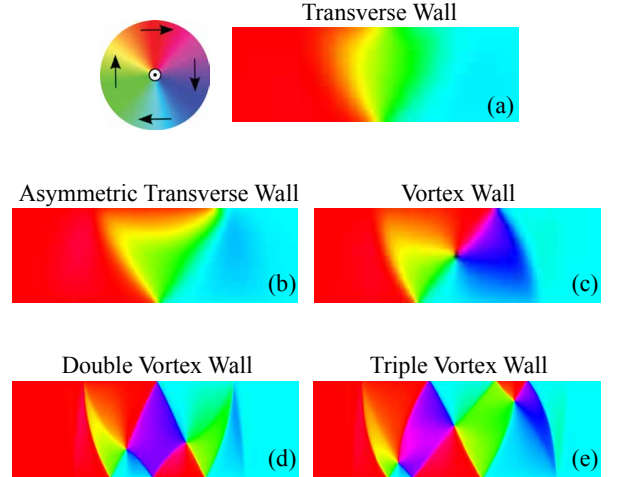 Transverse Wall
(a)
Asymmetric Transverse Wall
Vortex Wall
(b)
(c)
Double Vortex Wall
Triple Vortex Wall
(d)
(e)